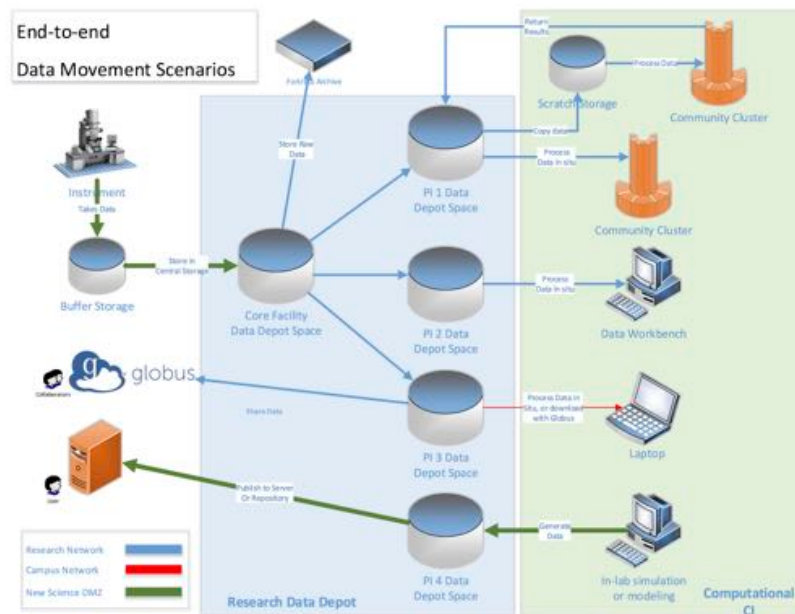 End-to-end
Data Movement Scenarios
Fortress Archive
Return
Results
Process Data
Scratch Storage
Community Cluster
Copy data
Store Raw
Data
Instrument
Takes Data
PI 1 Data
Depot Space
Process
Data In situ
Community Cluster
Store in
Central Storage
Buffer Storage
Core Facility
Data Depot Space
PI 2 Data
Depot Space
Process
Data In situ
Data Workbench
g
globus
Collaborators
Share Data
PI 3 Data
Depot Space
Process Data in
Situ, or download
with Globus
Laptop
User
Publish to Server
Or Repository
PI 4 Data
Depot Space
Generate
Data
In-lab simulation
or modeling
Research Network
Campus Network
New Science DMZ
Research Data Depot
Computational
CI